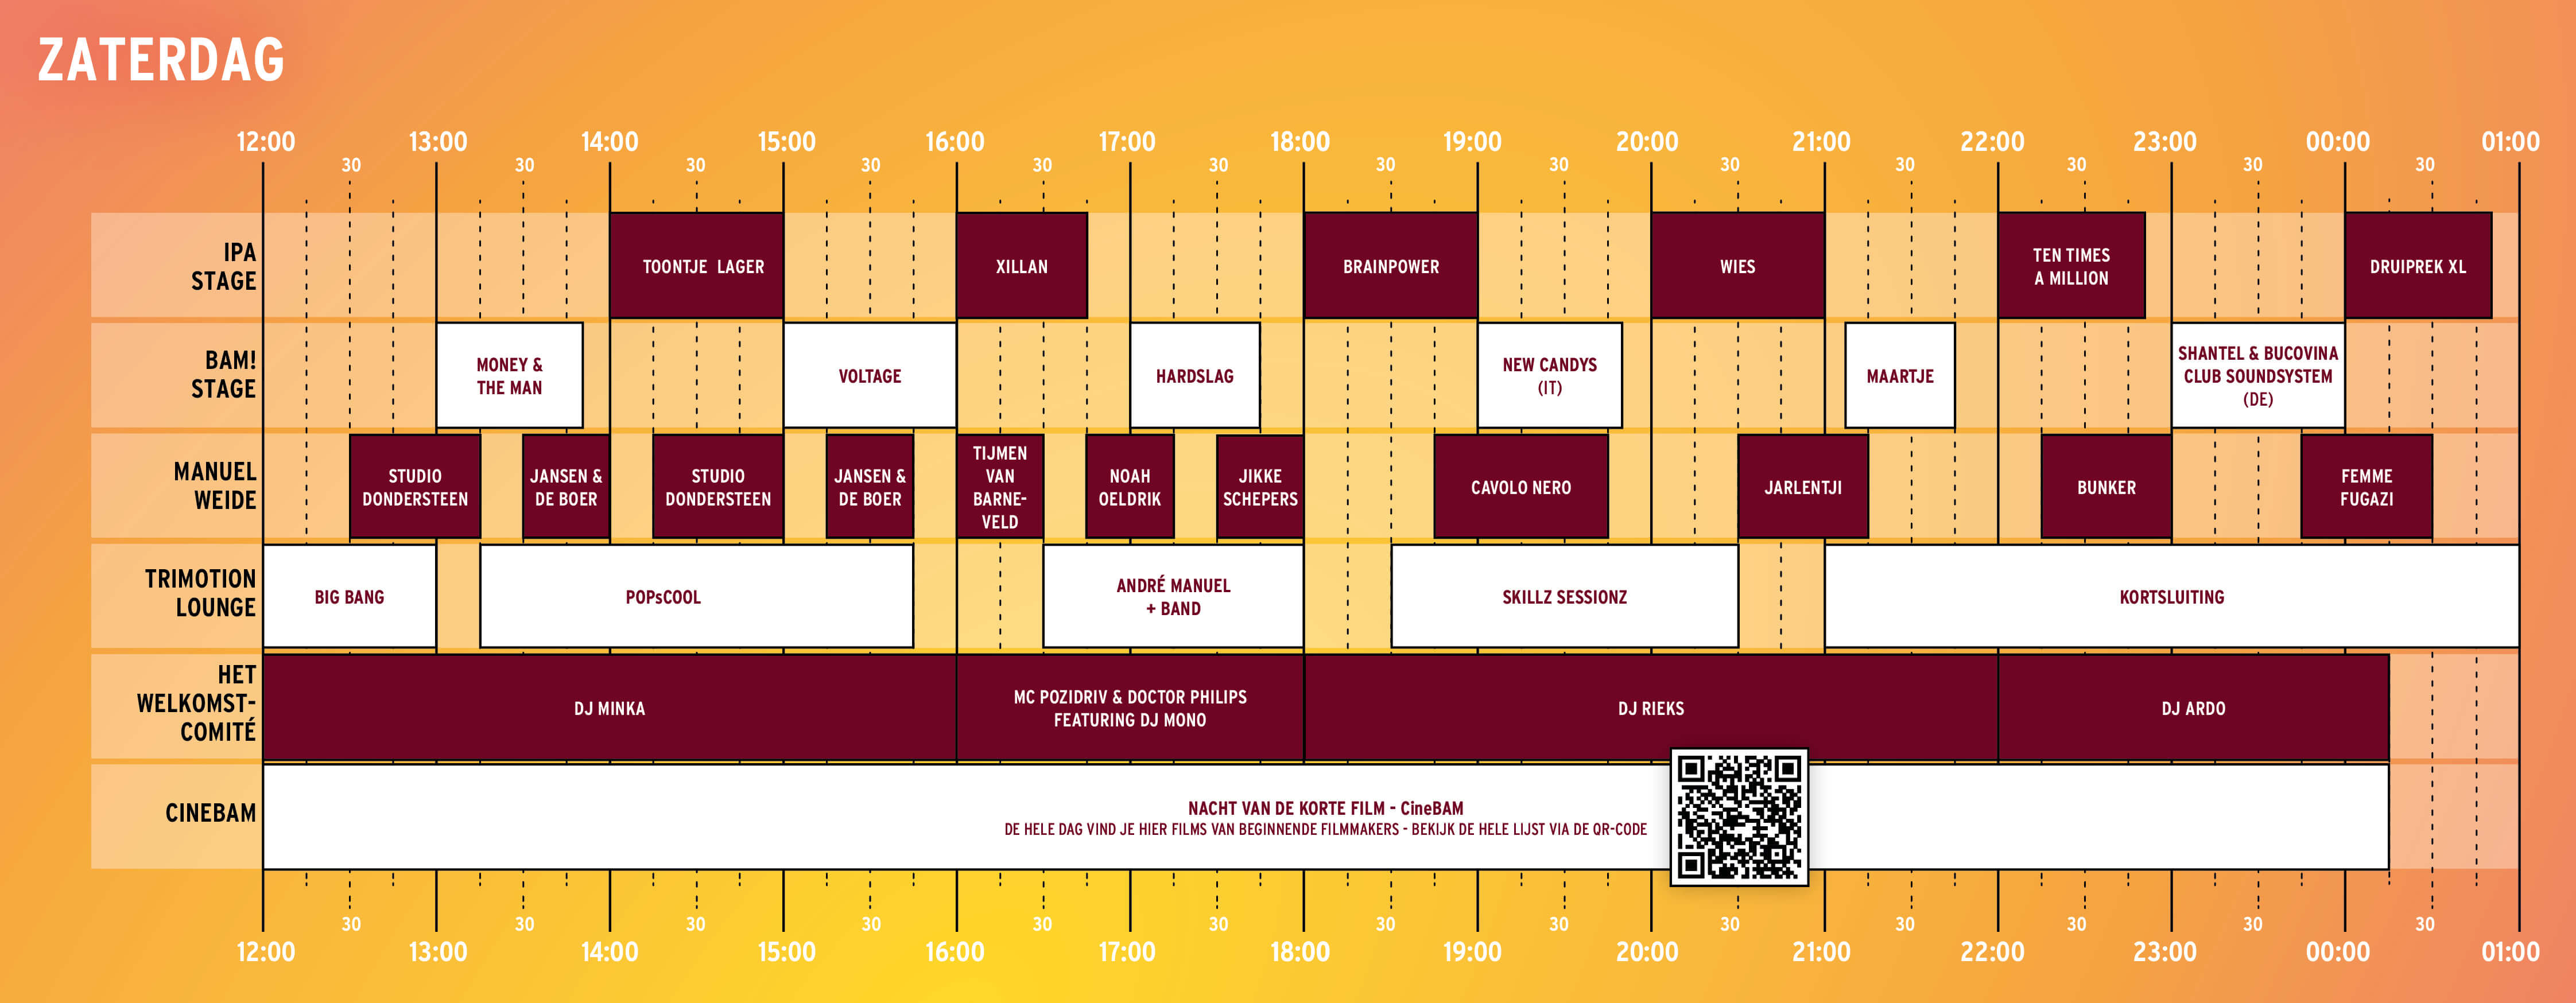 ZATERDAG
12:00 13:00 14:00 15:00 16:00 17:00 18:00 19:00 20:00 21:00 22:00 23:00 00:00 01:00
30 30 30 30 30 30 30 30 30 30 30 30 30
IPA
STAGE
TOONTJE LAGER
XILLAN
BRAINPOWER
WIES
TEN TIMES
A MILLION
DRUIPREK XL
BAM!
STAGE
MONEY &
THE MAN
VOLTAGE
HARDSLAG
NEW CANDYS
(IT)
MAARTJE
SHANTEL & BUCOVINA
CLUB SOUNDSYSTEM
(DE)
MANUEL
WEIDE
STUDIO
DONDERSTEEN
JANSEN &
DE BOER
STUDIO
DONDERSTEEN
JANSEN &
DE BOER
TIJMEN
VAN
BARNE-
VELD
NOAH
OELDRIK
JIKKE
SCHEPERS
CAVOLO NERO
JARLENTJI
BUNKER
FEMME
FUGAZI
TRIMOTION
LOUNGE
BIG BANG
POPsCOOL
ANDRÉ MANUEL
+ BAND
SKILLZ SESSIONZ
KORTSLUITING
HET
WELKOMST-
COMITÉ
DJ MINKA
MC POZIDRIV & DOCTOR PHILIPS
FEATURING DJ MONO
DJ RIEKS
DJ ARDO
CINEBAM
NACHT VAN DE KORTE FILM - CineBAM
DE HELE DAG VIND JE HIER FILMS VAN BEGINNENDE FILMMAKERS - BEKIJK DE HELE LIJST VIA DE QR-CODE
30 30 30 30 30 30 30 30 30 30 30 30 30
12:00 13:00 14:00 15:00 16:00 17:00 18:00 19:00 20:00 21:00 22:00 23:00 00:00 01:00